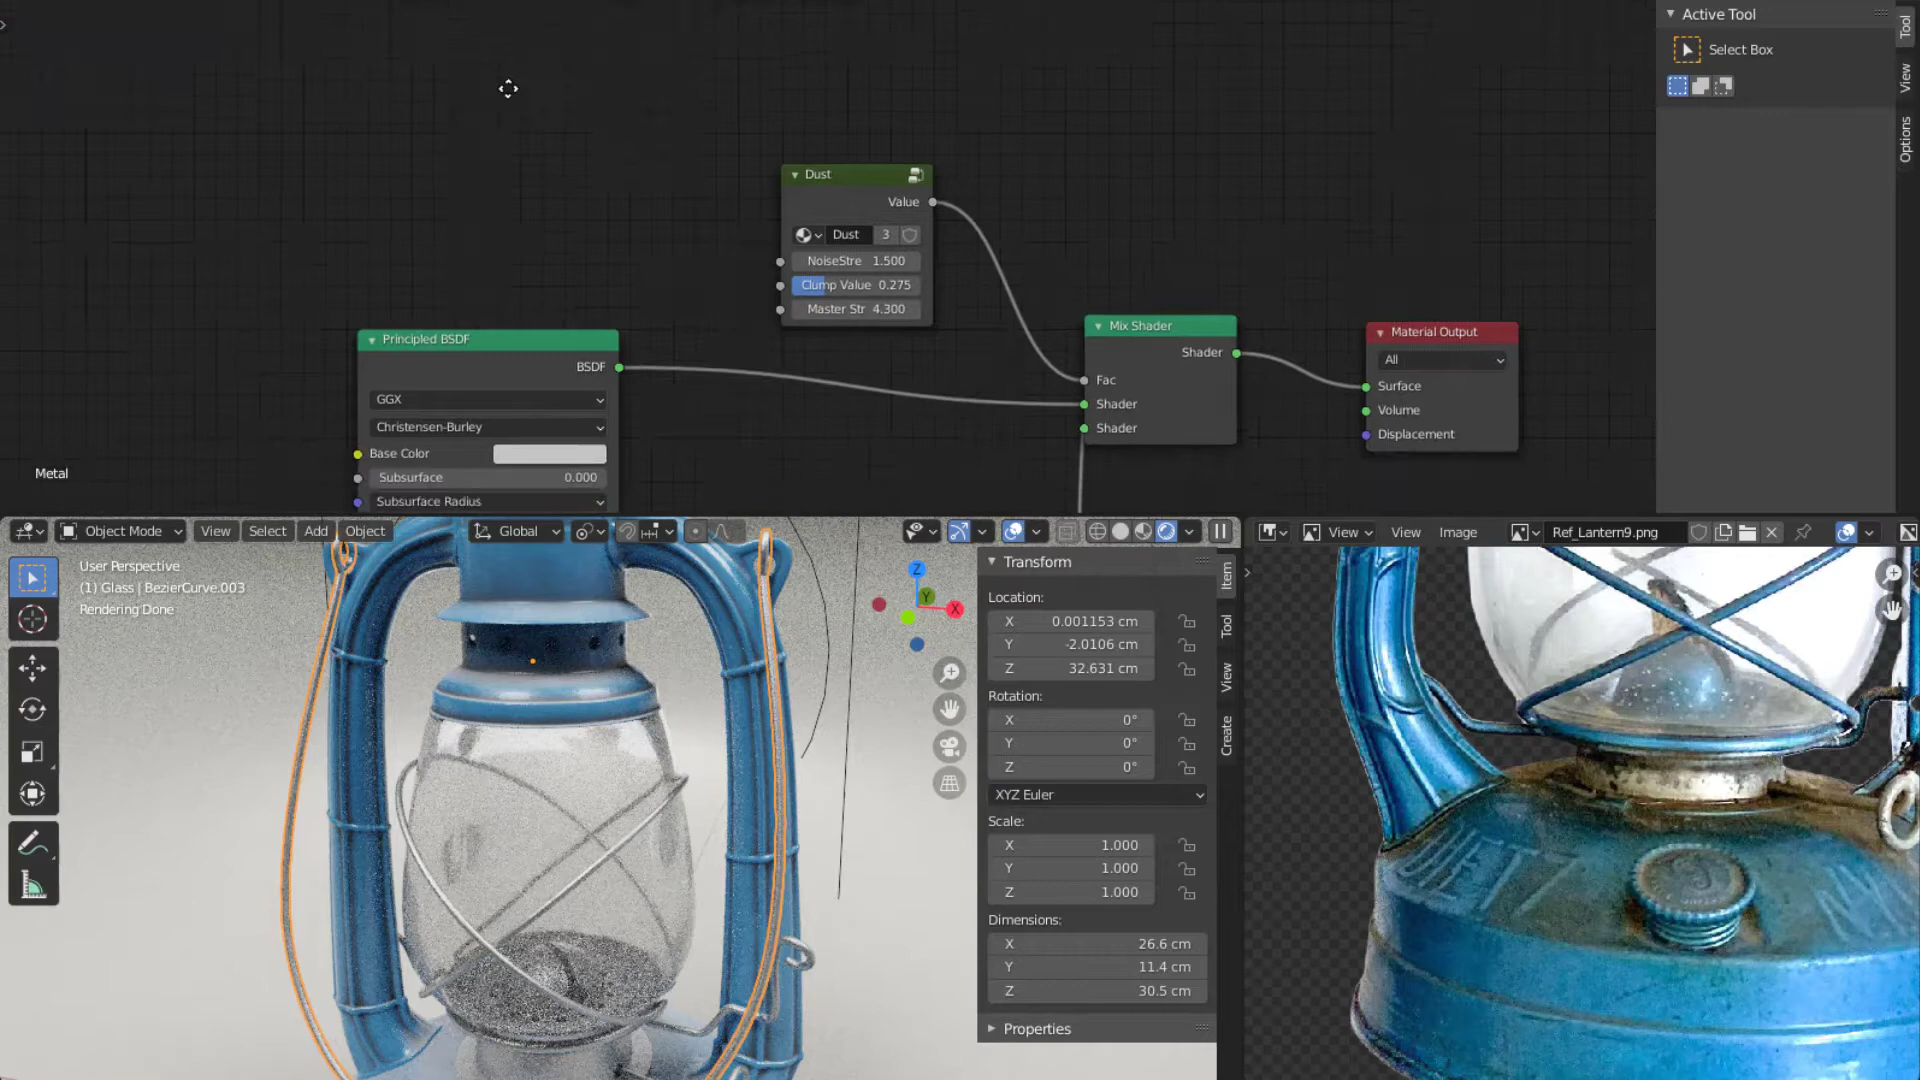 Active Tool
Select Box
Tool
View
Options
Dust
Value
Dust 3
NoiseStre 1.500
Clump Value 0.275
Master Str 4.300
Principled BSDF
BSDF
GGX
Christensen-Burley
Base Color
Subsurface 0.000
Subsurface Radius
Mix Shader
Shader
Fac
Shader
Shader
Material Output
All
Surface
Volume
Displacement
Metal
Object Mode View Select Add Object Global
User Perspective
(1) Glass | BezierCurve.003
Rendering Done
Z
Y
X
Transform
Location:
X 0.001153 cm
Y -2.0106 cm
Z 32.631 cm
Rotation:
X 0°
Y 0°
Z 0°
XYZ Euler
Scale:
X 1.000
Y 1.000
Z 1.000
Dimensions:
X 26.6 cm
Y 11.4 cm
Z 30.5 cm
Properties
Item
Tool
View
Create
View View Image Ref_Lantern9.png